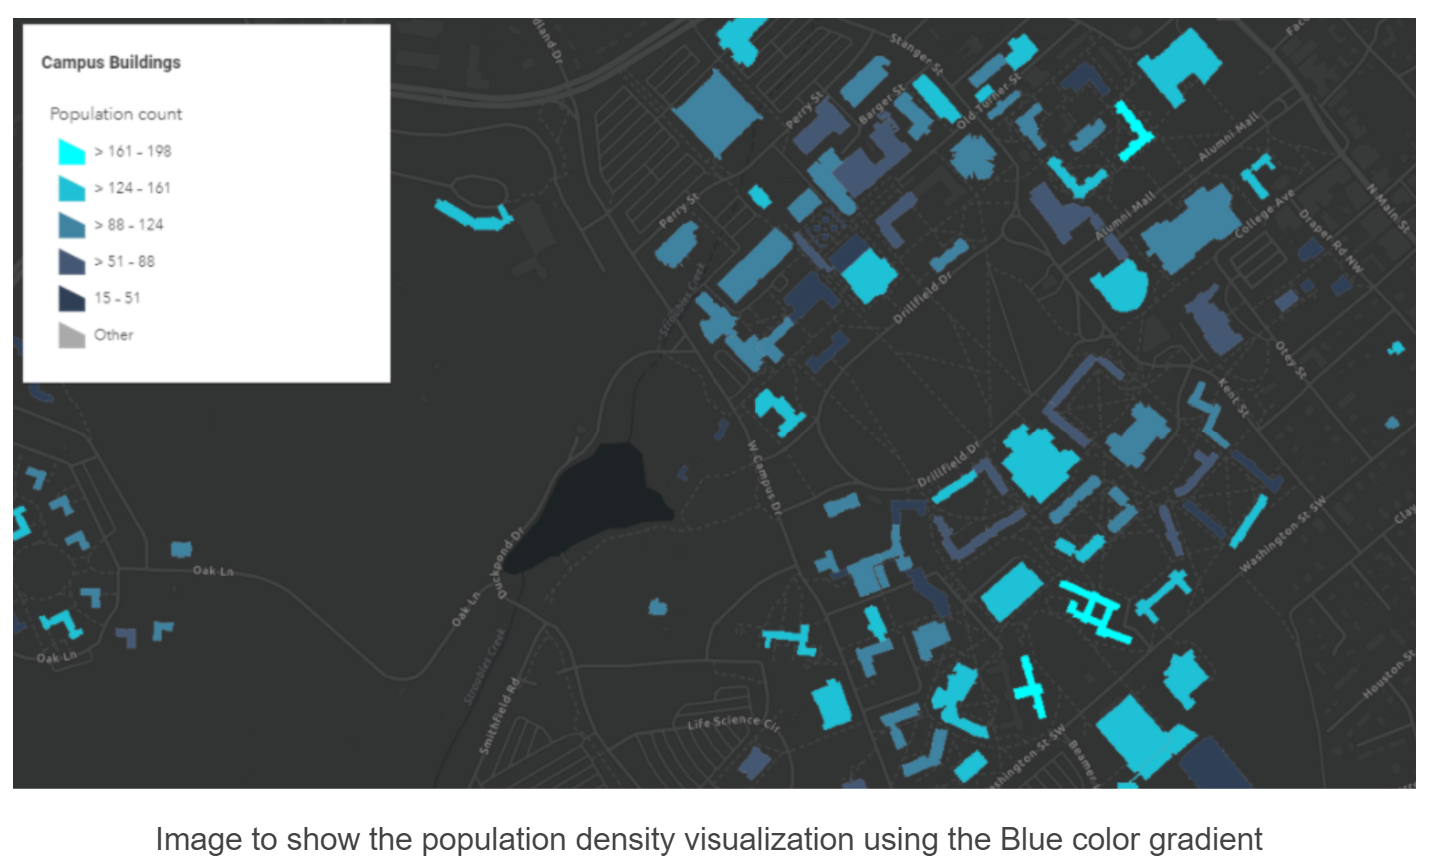 Campus Buildings
Population count
> 161 - 198
> 124 - 161
> 88 - 124
> 51 - 88
15 - 51
Other
dland Dr
Stanger St
Perry St
Barger St
Old Turner St
Alumni Mall
Perry St
Alumni Mall
College Ave
N Main St
Draper Rd NW
Stroubles Creek
Drillfield Dr
Otey St
Kent St
W Campus Dr
Drillfield Dr
Washington St SW
Clay
Duckpond Dr
Oak Ln
Oak Ln
Oak Ln
Stroubles Creek
Smithfield Rd
Life Science Cir
Houston St
ashington St SW
Beamer
Image to show the population density visualization using the Blue color gradient